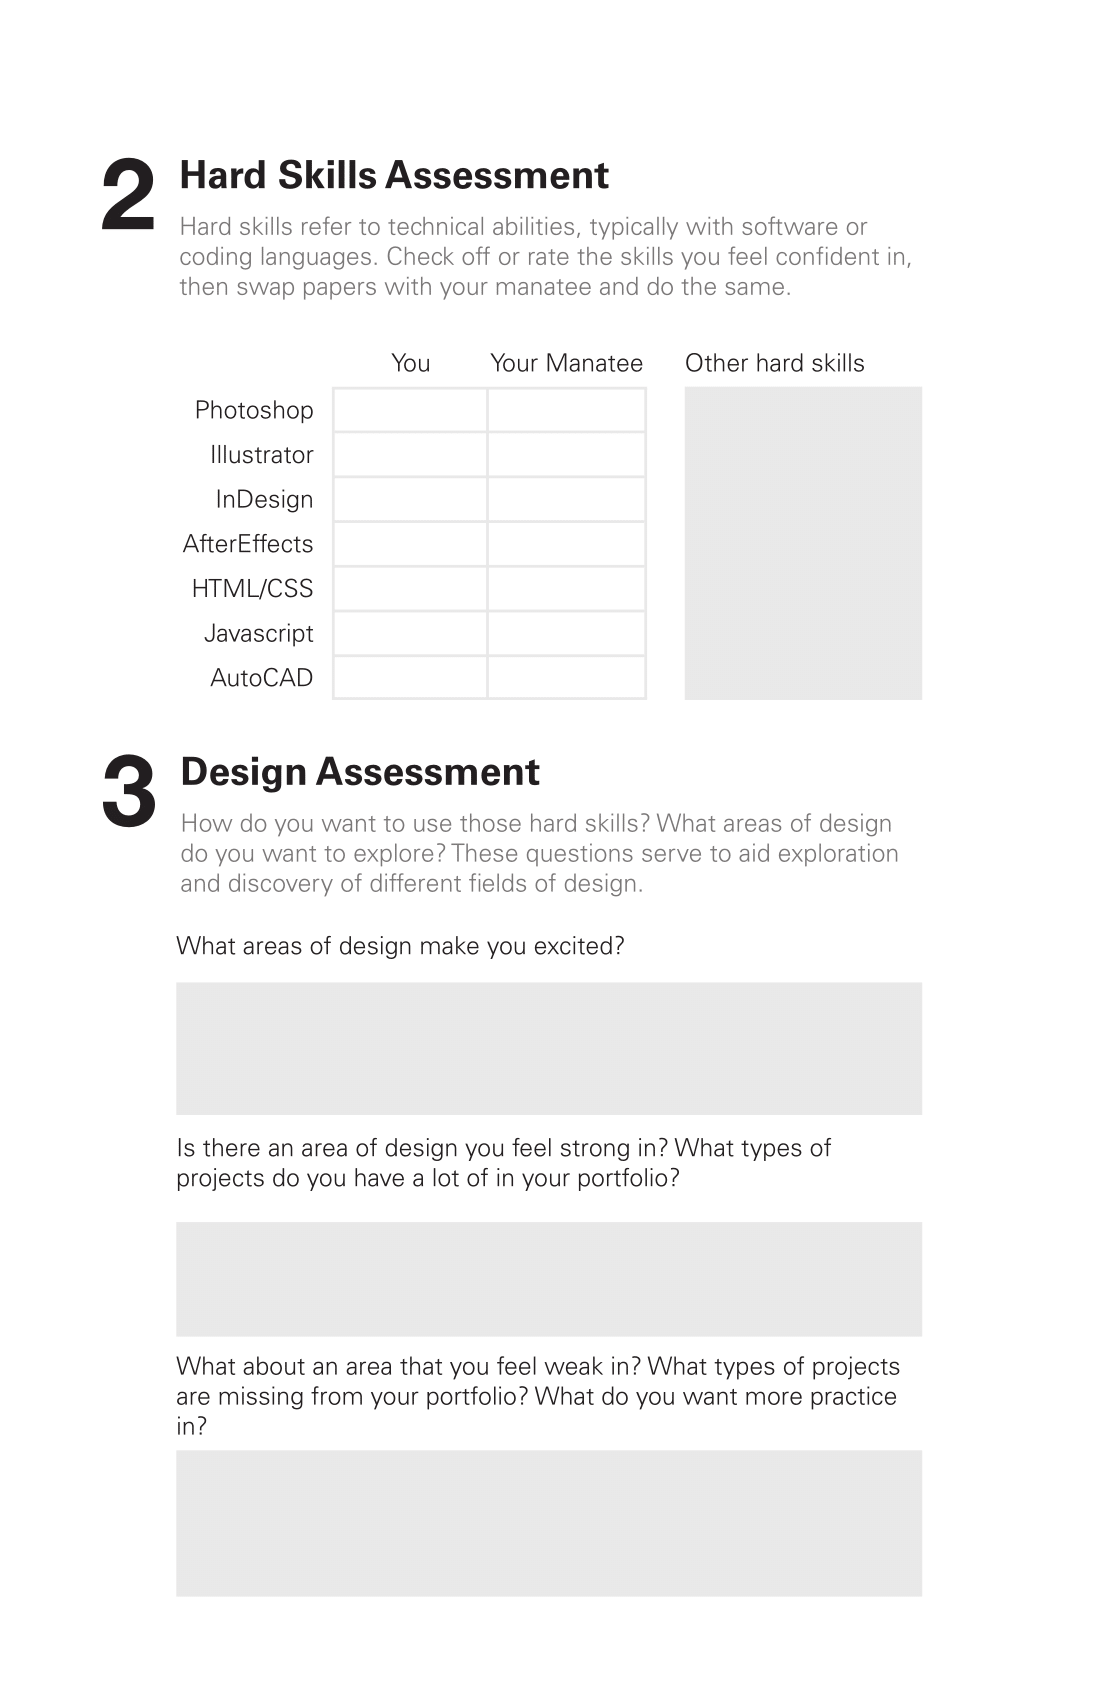 2 Hard Skills Assessment
Hard skills refer to technical abilities, typically with software or
coding languages. Check off or rate the skills you feel confident in,
then swap papers with your manatee and do the same.
You Your Manatee Other hard skills
Photoshop
Illustrator
InDesign
AfterEffects
HTML/CSS
Javascript
AutoCAD
3 Design Assessment
How do you want to use those hard skills? What areas of design
do you want to explore? These questions serve to aid exploration
and discovery of different fields of design.
What areas of design make you excited?
Is there an area of design you feel strong in? What types of
projects do you have a lot of in your portfolio?
What about an area that you feel weak in? What types of projects
are missing from your portfolio? What do you want more practice
in?